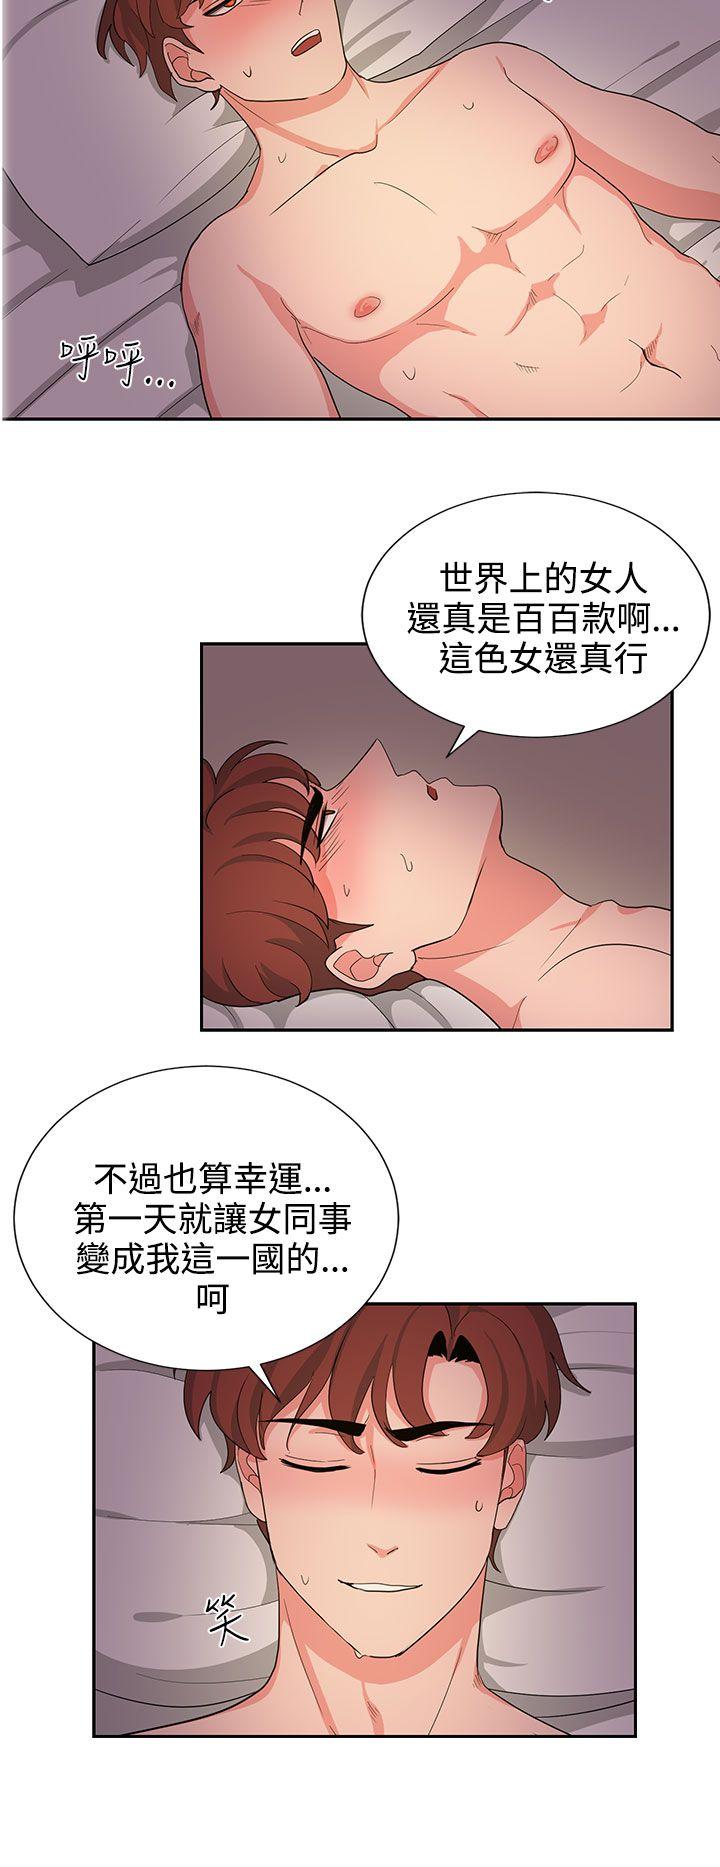 呼呼...
世界上的女人
還真是百百款啊...
這色女還真行
不過也算幸運...
第一天就讓女同事
變成我這一國的...
呵
笑